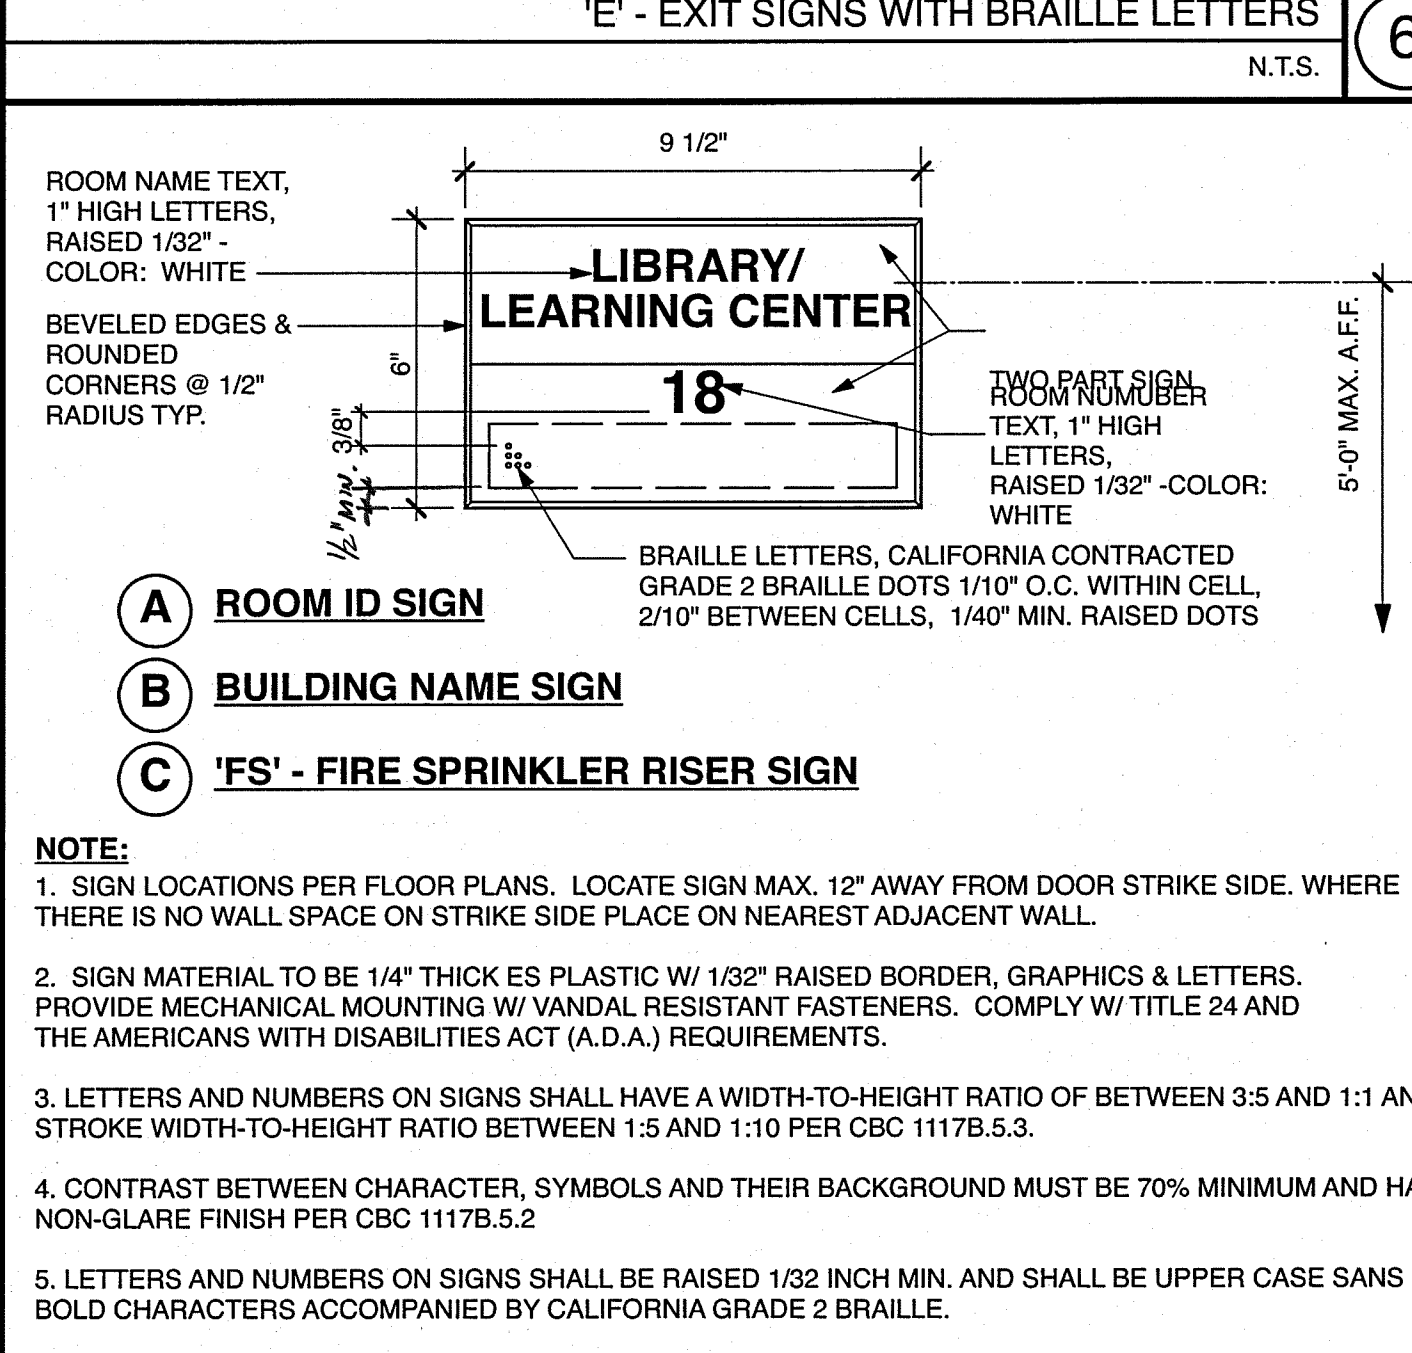 'E' - EXIT SIGNS WITH BRAILLE LETTERS
6
N.T.S.
9 1/2"
ROOM NAME TEXT,
1" HIGH LETTERS,
RAISED 1/32" -
COLOR: WHITE
BEVELED EDGES &
ROUNDED
CORNERS @ 1/2"
RADIUS TYP.
6"
3/8"
1/2" MIN.
LIBRARY/
LEARNING CENTER
18
TWO PART SIGN
ROOM NUMUBER
TEXT, 1" HIGH
LETTERS,
RAISED 1/32" -COLOR:
WHITE
5'-0" MAX. A.F.F.
BRAILLE LETTERS, CALIFORNIA CONTRACTED
GRADE 2 BRAILLE DOTS 1/10" O.C. WITHIN CELL,
2/10" BETWEEN CELLS, 1/40" MIN. RAISED DOTS
A ROOM ID SIGN
B BUILDING NAME SIGN
C 'FS' - FIRE SPRINKLER RISER SIGN
NOTE:
1. SIGN LOCATIONS PER FLOOR PLANS. LOCATE SIGN MAX. 12" AWAY FROM DOOR STRIKE SIDE. WHERE
THERE IS NO WALL SPACE ON STRIKE SIDE PLACE ON NEAREST ADJACENT WALL.
2. SIGN MATERIAL TO BE 1/4" THICK ES PLASTIC W/ 1/32" RAISED BORDER, GRAPHICS & LETTERS.
PROVIDE MECHANICAL MOUNTING W/ VANDAL RESISTANT FASTENERS. COMPLY W/ TITLE 24 AND
THE AMERICANS WITH DISABILITIES ACT (A.D.A.) REQUIREMENTS.
3. LETTERS AND NUMBERS ON SIGNS SHALL HAVE A WIDTH-TO-HEIGHT RATIO OF BETWEEN 3:5 AND 1:1 AN
STROKE WIDTH-TO-HEIGHT RATIO BETWEEN 1:5 AND 1:10 PER CBC 1117B.5.3.
4. CONTRAST BETWEEN CHARACTER, SYMBOLS AND THEIR BACKGROUND MUST BE 70% MINIMUM AND HA
NON-GLARE FINISH PER CBC 1117B.5.2
5. LETTERS AND NUMBERS ON SIGNS SHALL BE RAISED 1/32 INCH MIN. AND SHALL BE UPPER CASE SANS
BOLD CHARACTERS ACCOMPANIED BY CALIFORNIA GRADE 2 BRAILLE.